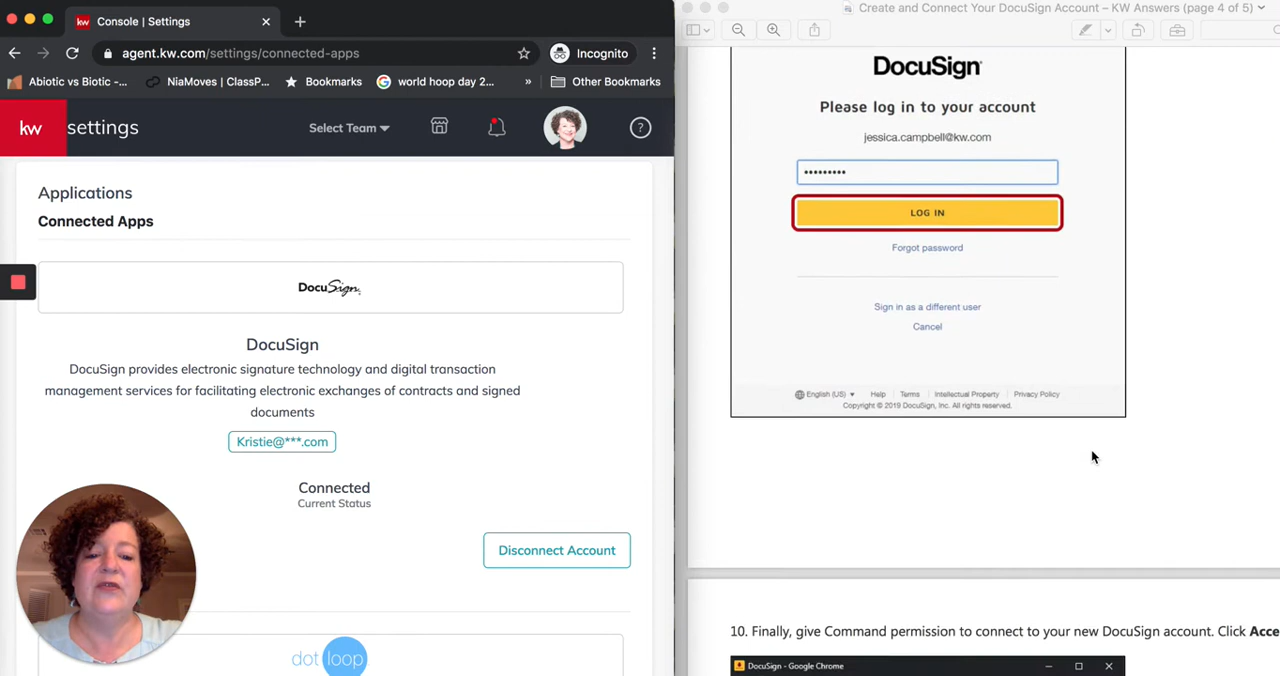 Console | Settings
agent.kw.com/settings/connected-apps
Incognito
Abiotic vs Biotic -...
NiaMoves | Classr...
Bookmarks
world hoop day 2...
»
Other Bookmarks
kw settings
Select Team
Applications
Connected Apps
DocuSign
DocuSign
DocuSign provides electronic signature technology and digital transaction
management services for facilitating electronic exchanges of contracts and signed
documents
Kristie@***.com
Connected
Current Status
Disconnect Account
dotloop
Create and Connect Your DocuSign Account – KW Answers (page 4 of 5)
DocuSign
Please log in to your account
jessica.campbell@kw.com
•••••••••
LOG IN
Forgot password
Sign in as a different user
Cancel
English (US) Help Terms Intellectual Property Privacy Policy
Copyright © 2019 DocuSign, Inc. All rights reserved.
10. Finally, give Command permission to connect to your new DocuSign account. Click Acce
DocuSign - Google Chrome